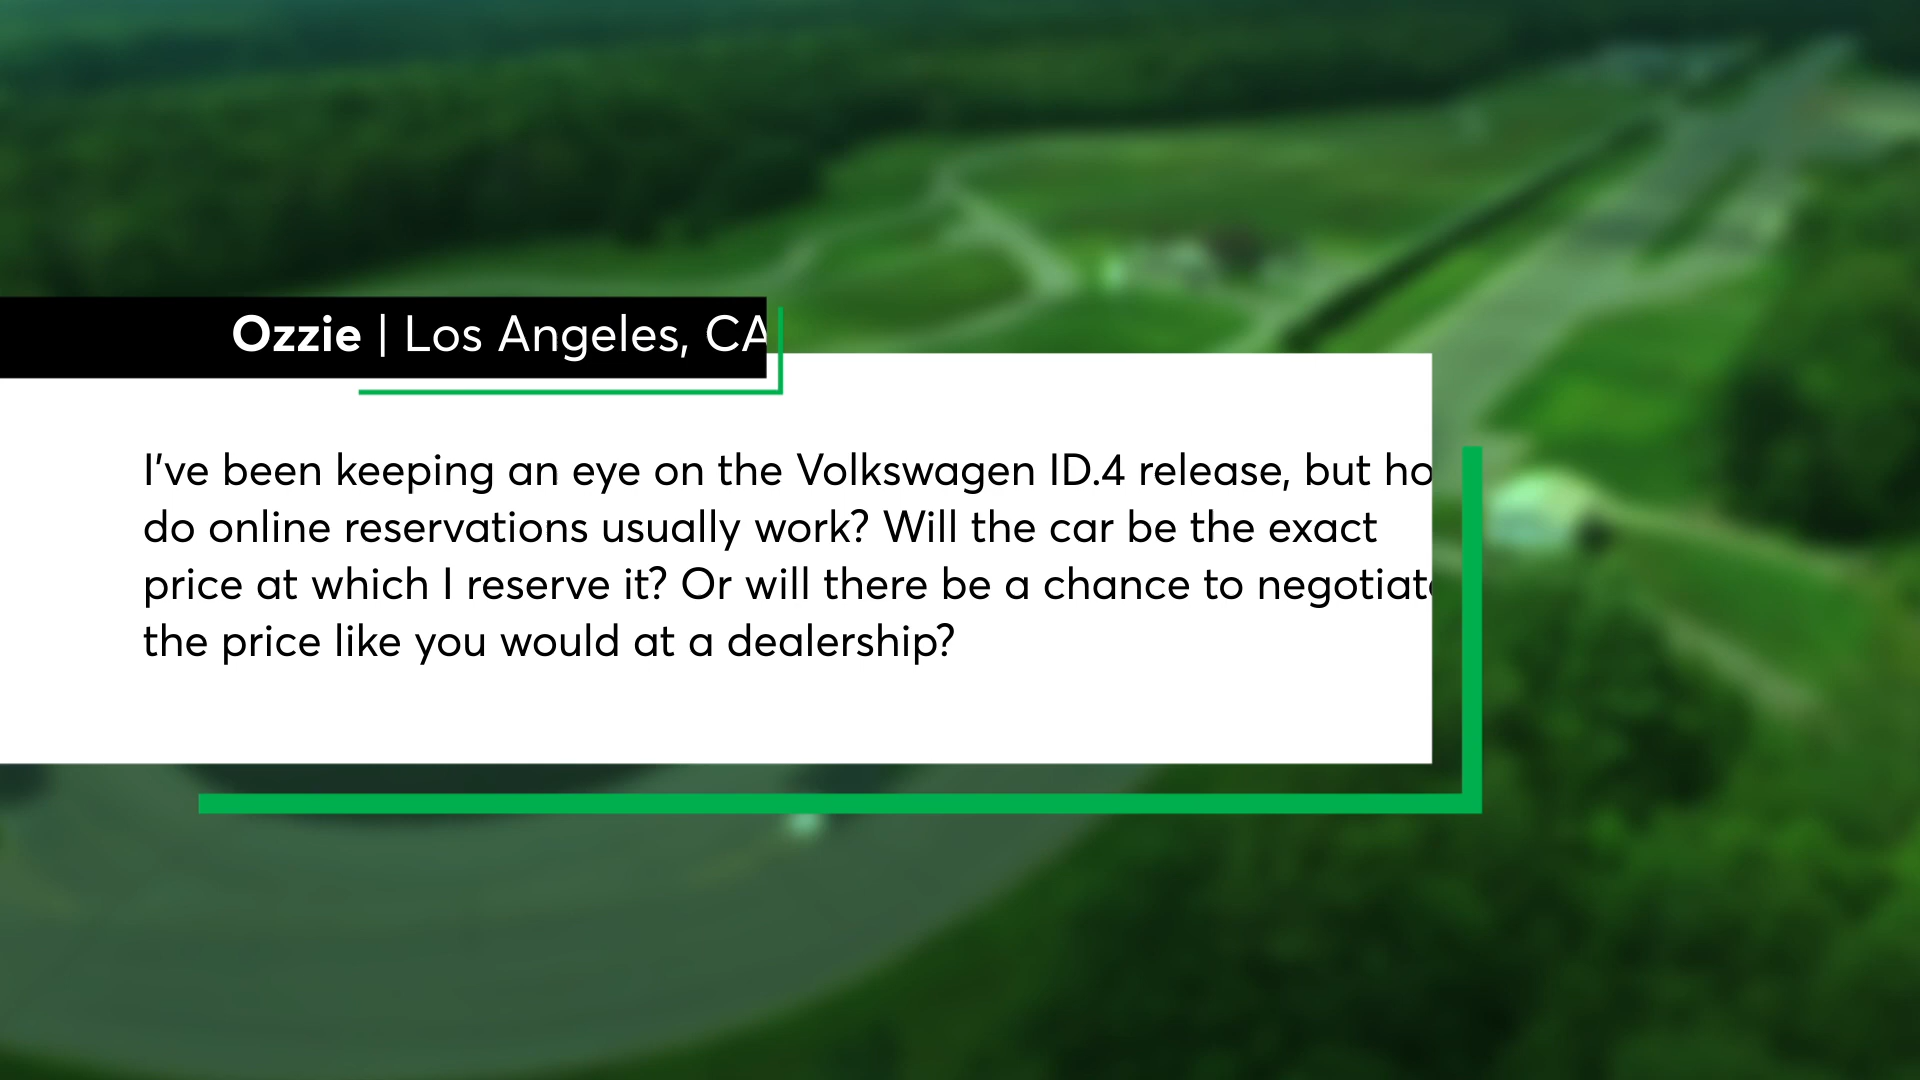 Ozzie | Los Angeles, CA
I've been keeping an eye on the Volkswagen ID.4 release, but ho
do online reservations usually work? Will the car be the exact
price at which I reserve it? Or will there be a chance to negotiate
the price like you would at a dealership?